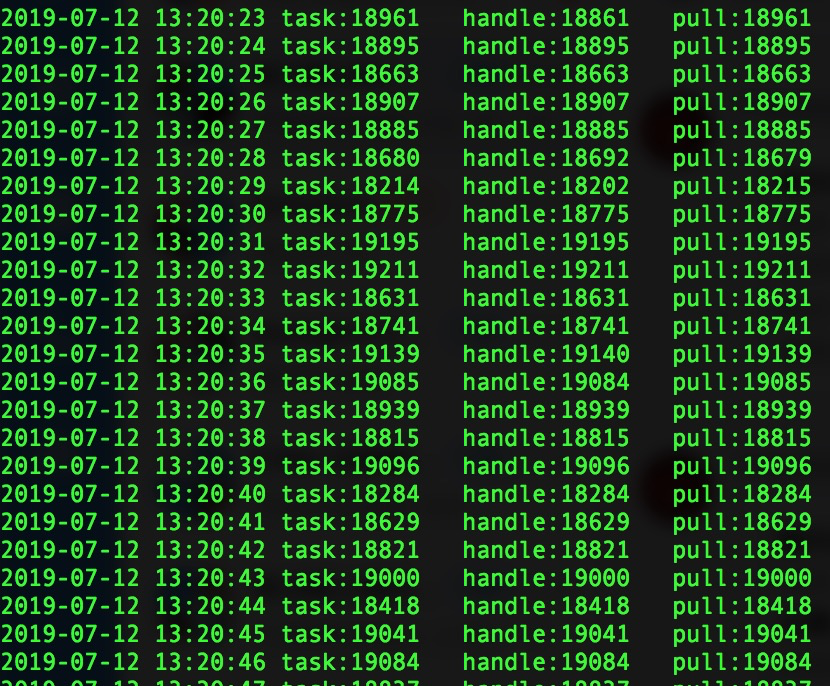 2019-07-12 13:20:23 task:18961 handle:18861 pull:18961
2019-07-12 13:20:24 task:18895 handle:18895 pull:18895
2019-07-12 13:20:25 task:18663 handle:18663 pull:18663
2019-07-12 13:20:26 task:18907 handle:18907 pull:18907
2019-07-12 13:20:27 task:18885 handle:18885 pull:18885
2019-07-12 13:20:28 task:18680 handle:18692 pull:18679
2019-07-12 13:20:29 task:18214 handle:18202 pull:18215
2019-07-12 13:20:30 task:18775 handle:18775 pull:18775
2019-07-12 13:20:31 task:19195 handle:19195 pull:19195
2019-07-12 13:20:32 task:19211 handle:19211 pull:19211
2019-07-12 13:20:33 task:18631 handle:18631 pull:18631
2019-07-12 13:20:34 task:18741 handle:18741 pull:18741
2019-07-12 13:20:35 task:19139 handle:19140 pull:19139
2019-07-12 13:20:36 task:19085 handle:19084 pull:19085
2019-07-12 13:20:37 task:18939 handle:18939 pull:18939
2019-07-12 13:20:38 task:18815 handle:18815 pull:18815
2019-07-12 13:20:39 task:19096 handle:19096 pull:19096
2019-07-12 13:20:40 task:18284 handle:18284 pull:18284
2019-07-12 13:20:41 task:18629 handle:18629 pull:18629
2019-07-12 13:20:42 task:18821 handle:18821 pull:18821
2019-07-12 13:20:43 task:19000 handle:19000 pull:19000
2019-07-12 13:20:44 task:18418 handle:18418 pull:18418
2019-07-12 13:20:45 task:19041 handle:19041 pull:19041
2019-07-12 13:20:46 task:19084 handle:19084 pull:19084